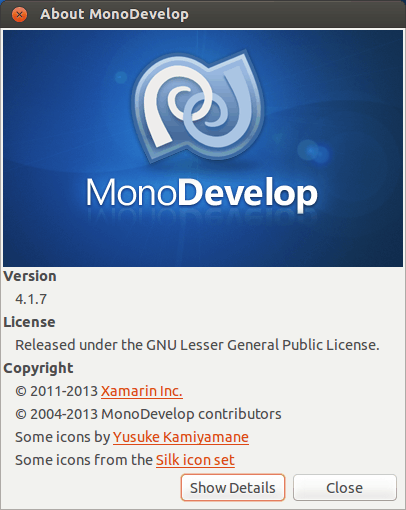 About MonoDevelop
MonoDevelop
Version
4.1.7
License
Released under the GNU Lesser General Public License.
Copyright
© 2011-2013 Xamarin Inc.
© 2004-2013 MonoDevelop contributors
Some icons by Yusuke Kamiyamane
Some icons from the Silk icon set
Show Details Close